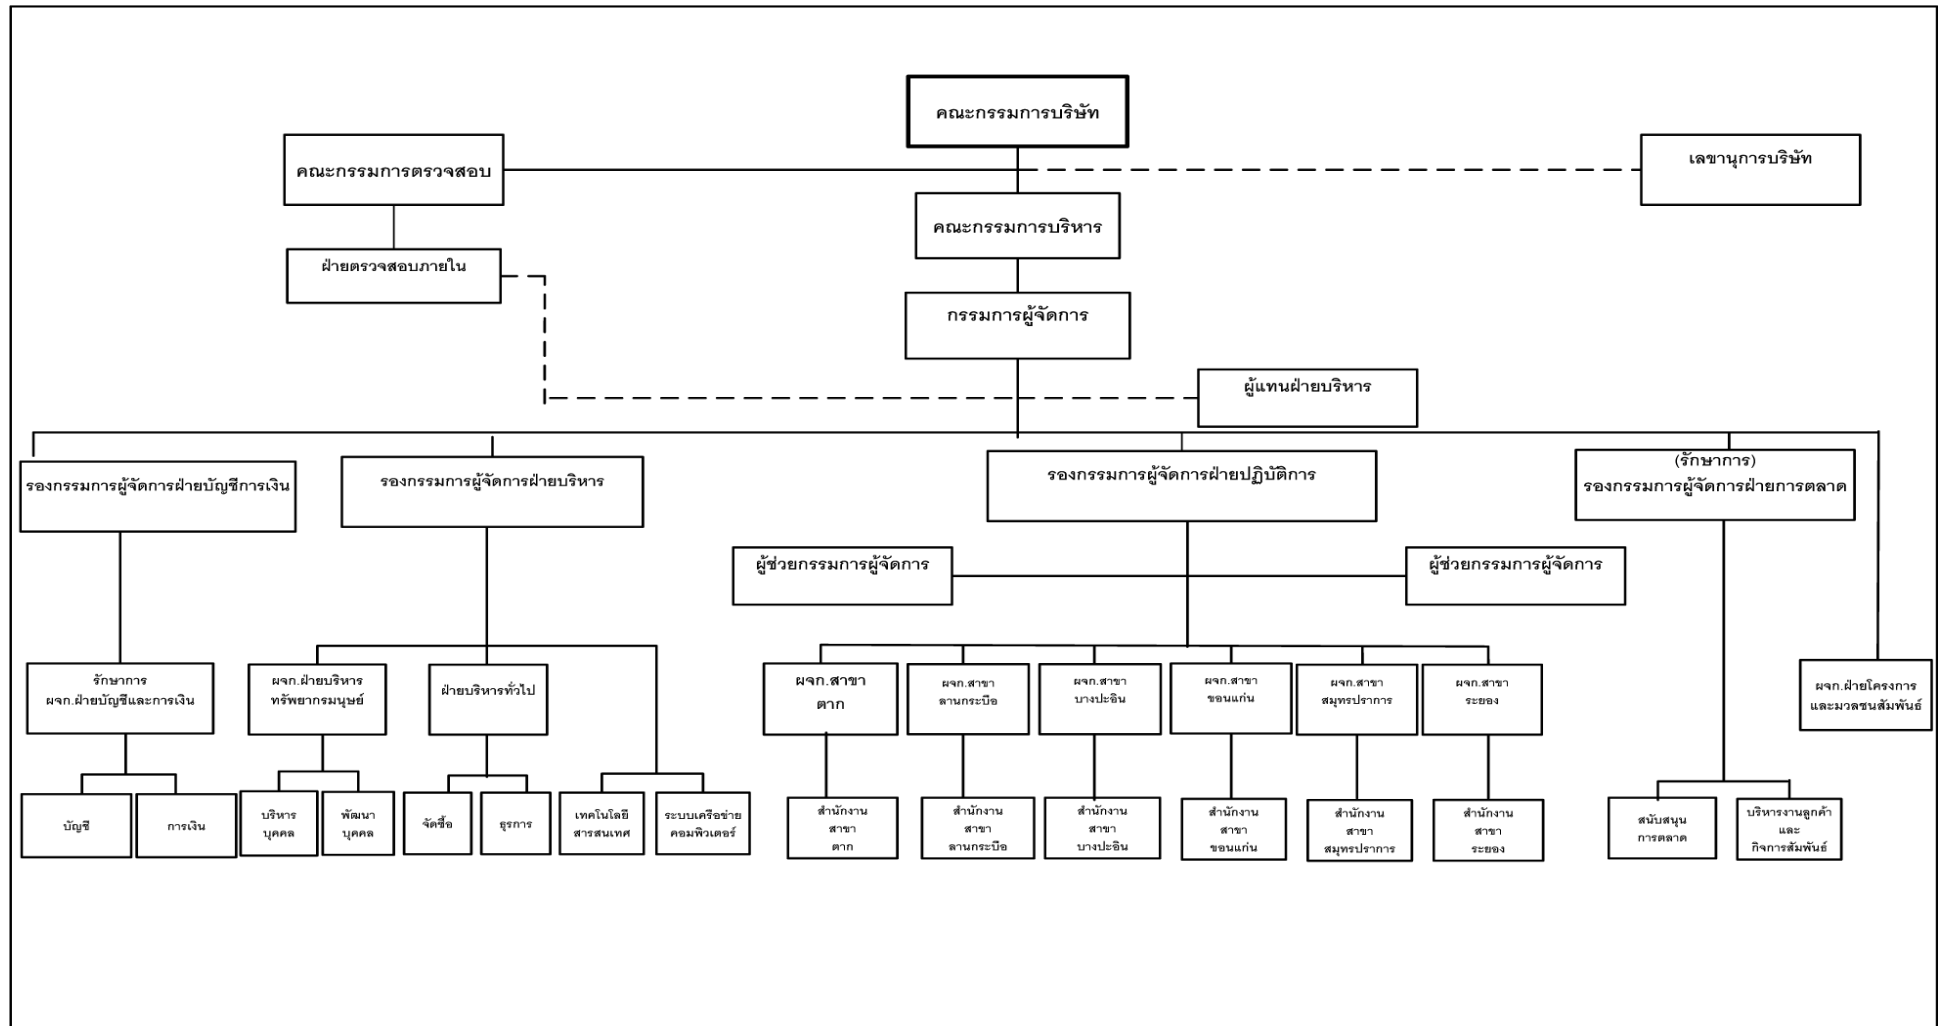 คณะกรรมการบริษัท
คณะกรรมการตรวจสอบ
เลขานุการบริษัท
คณะกรรมการบริหาร
ฝ่ายตรวจสอบภายใน
กรรมการผู้จัดการ
ผู้แทนฝ่ายบริหาร
รองกรรมการผู้จัดการฝ่ายบัญชีการเงิน
รองกรรมการผู้จัดการฝ่ายบริหาร
รองกรรมการผู้จัดการฝ่ายปฏิบัติการ
(รักษาการ)
รองกรรมการผู้จัดการฝ่ายการตลาด
ผู้ช่วยกรรมการผู้จัดการ
ผู้ช่วยกรรมการผู้จัดการ
รักษาการ
ผจก.ฝ่ายบัญชีและการเงิน
ผจก.ฝ่ายบริหาร
ทรัพยากรมนุษย์
ฝ่ายบริหารทั่วไป
ผจก.สาขา
ตาก
ผจก.สาขา
ลานกระบือ
ผจก.สาขา
บางปะอิน
ผจก.สาขา
ขอนแก่น
ผจก.สาขา
สมุทรปราการ
ผจก.สาขา
ระยอง
ผจก.ฝ่ายโครงการ
และมวลชนสัมพันธ์
บัญชี
การเงิน
บริหาร
บุคคล
พัฒนา
บุคคล
จัดซื้อ
ธุรการ
เทคโนโลยี
สารสนเทศ
ระบบเครือข่าย
คอมพิวเตอร์
สำนักงาน
สาขา
ตาก
สำนักงาน
สาขา
ลานกระบือ
สำนักงาน
สาขา
บางปะอิน
สำนักงาน
สาขา
ขอนแก่น
สำนักงาน
สาขา
สมุทรปราการ
สำนักงาน
สาขา
ระยอง
สนับสนุน
การตลาด
บริหารงานลูกค้า
และ
กิจการสัมพันธ์